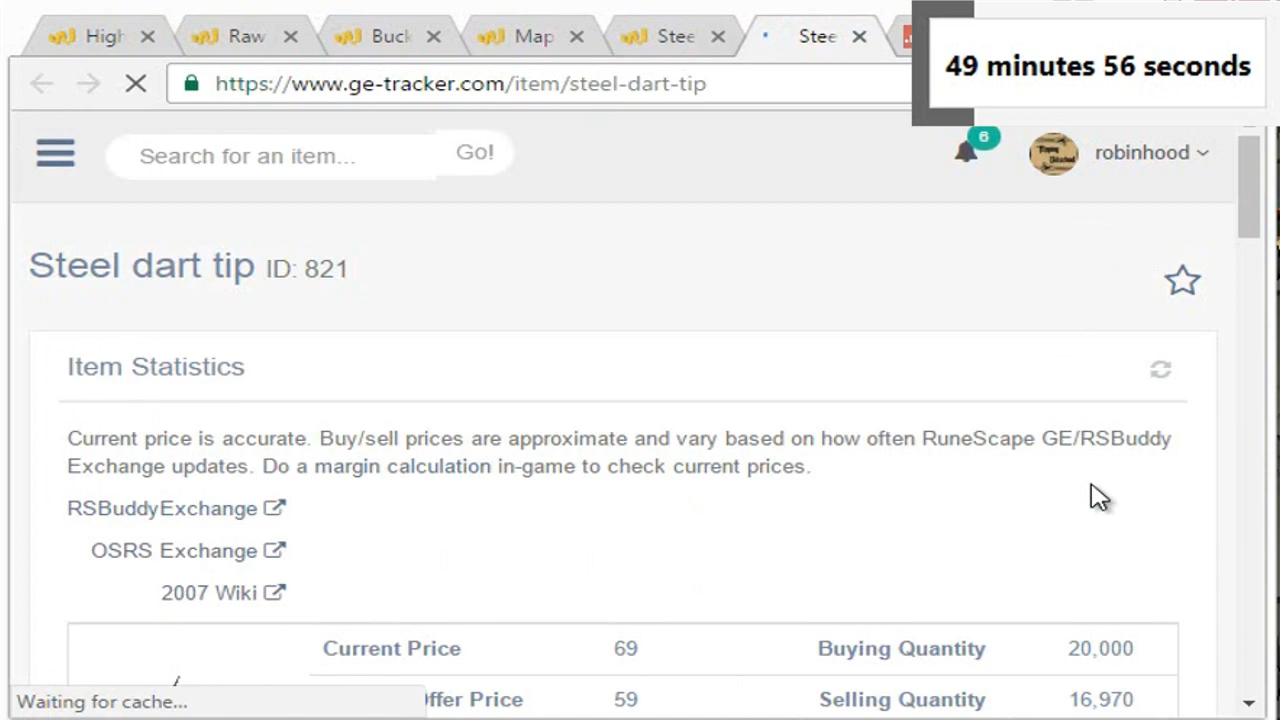 High
Raw
Buck
Map
Stee
Stee
49 minutes 56 seconds
https://www.ge-tracker.com/item/steel-dart-tip
Search for an item...
Go!
6
robinhood
Steel dart tip ID: 821
Item Statistics
Current price is accurate. Buy/sell prices are approximate and vary based on how often RuneScape GE/RSBuddy
Exchange updates. Do a margin calculation in-game to check current prices.
RSBuddyExchange
OSRS Exchange
2007 Wiki
Current Price 69 Buying Quantity 20,000
Offer Price 59 Selling Quantity 16,970
Waiting for cache...